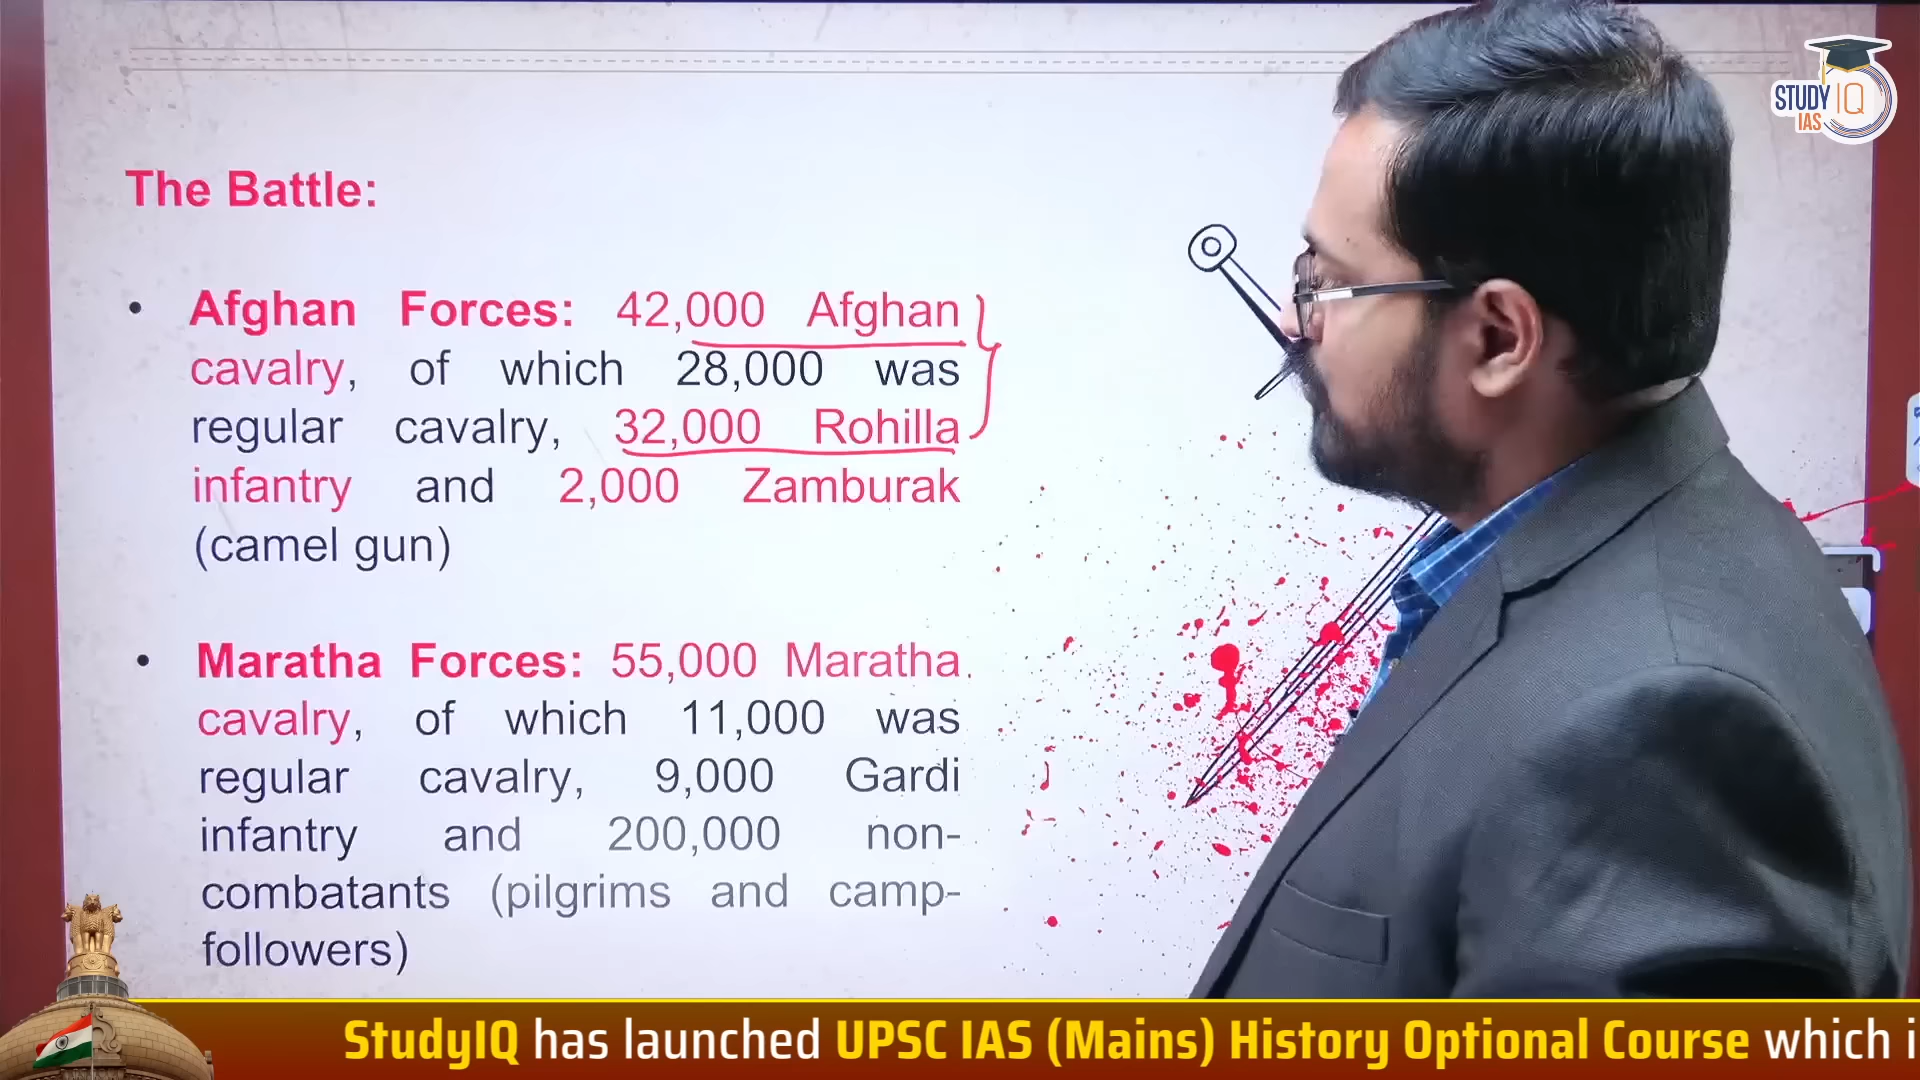 STUDY IQ
IAS
The Battle:
• Afghan Forces: 42,000 Afghan
cavalry, of which 28,000 was
regular cavalry, 32,000 Rohilla
infantry and 2,000 Zamburak
(camel gun)
• Maratha Forces: 55,000 Maratha
cavalry, of which 11,000 was
regular cavalry, 9,000 Gardi
infantry and 200,000 non-
combatants (pilgrims and camp-
followers)
StudyIQ has launched UPSC IAS (Mains) History Optional Course which i